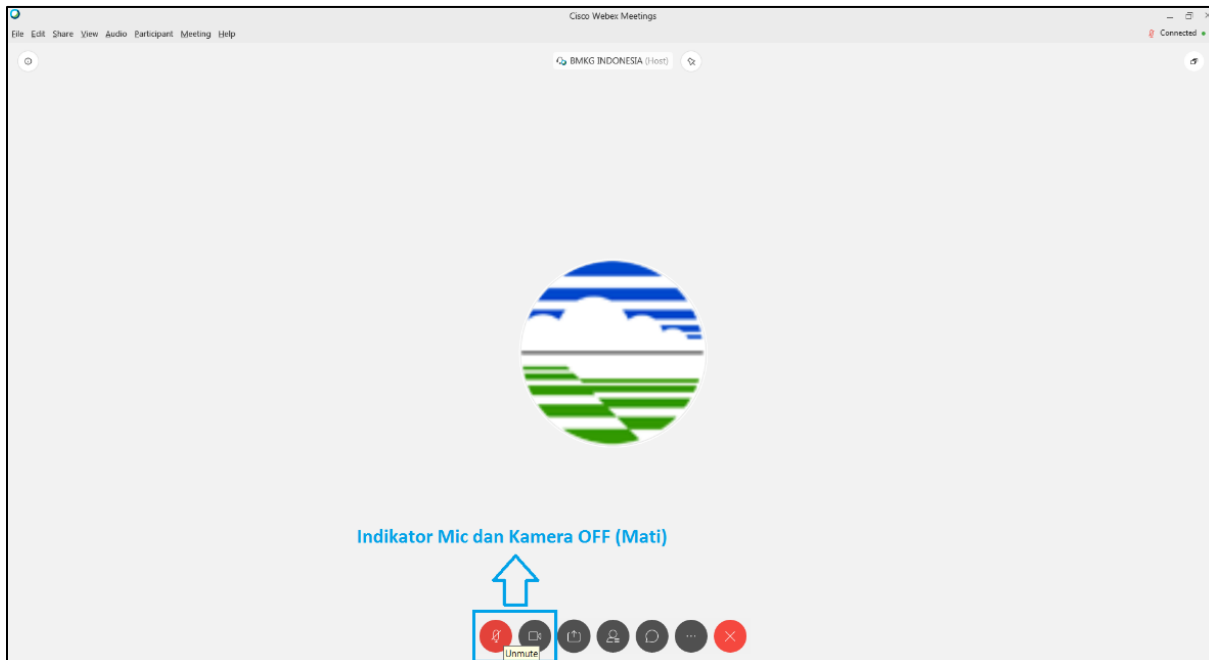 Cisco Webex Meetings
File Edit Share View Audio Participant Meeting Help
Connected
BMKG INDONESIA (Host)
Indikator Mic dan Kamera OFF (Mati)
Unmute